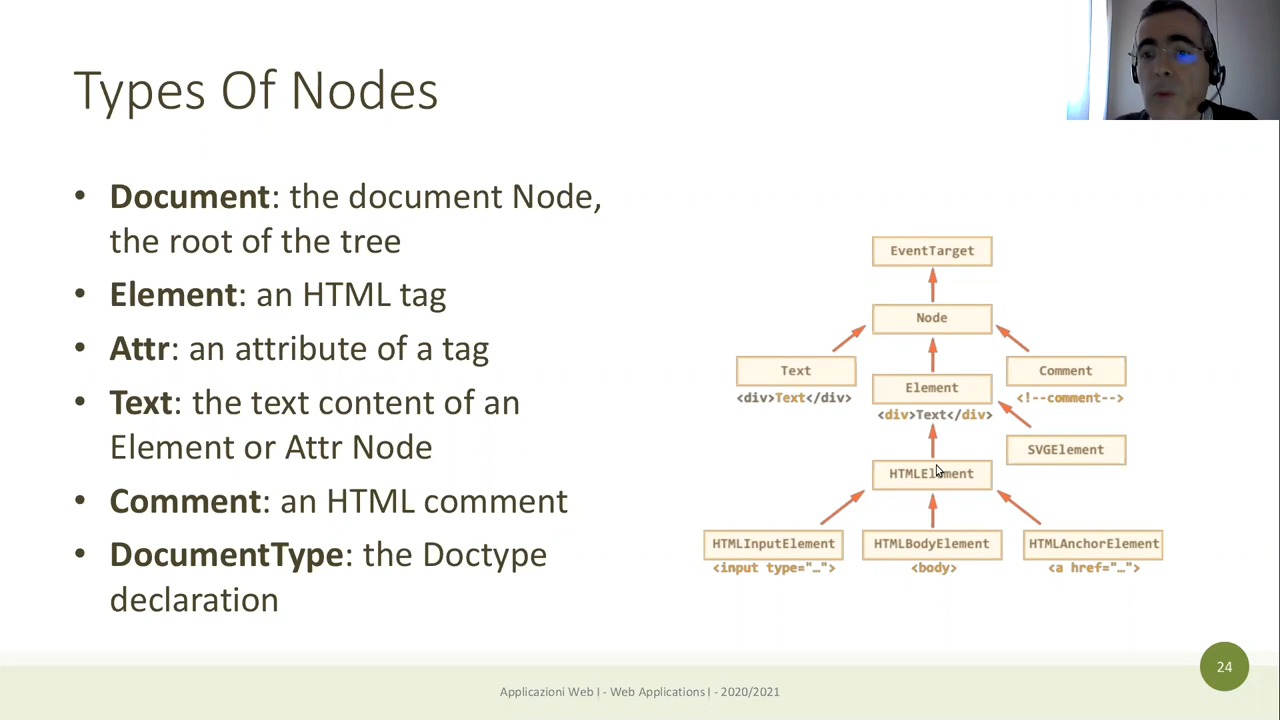 Types Of Nodes
• Document: the document Node,
the root of the tree
• Element: an HTML tag
• Attr: an attribute of a tag
• Text: the text content of an
Element or Attr Node
• Comment: an HTML comment
• DocumentType: the Doctype
declaration
EventTarget
Node
Text
<div>Text</div>
Element
<div>Text</div>
Comment
<!--comment-->
SVGElement
HTMLElement
HTMLInputElement
<input type="…">
HTMLBodyElement
<body>
HTMLAnchorElement
<a href="…">
24
Applicazioni Web I - Web Applications I - 2020/2021